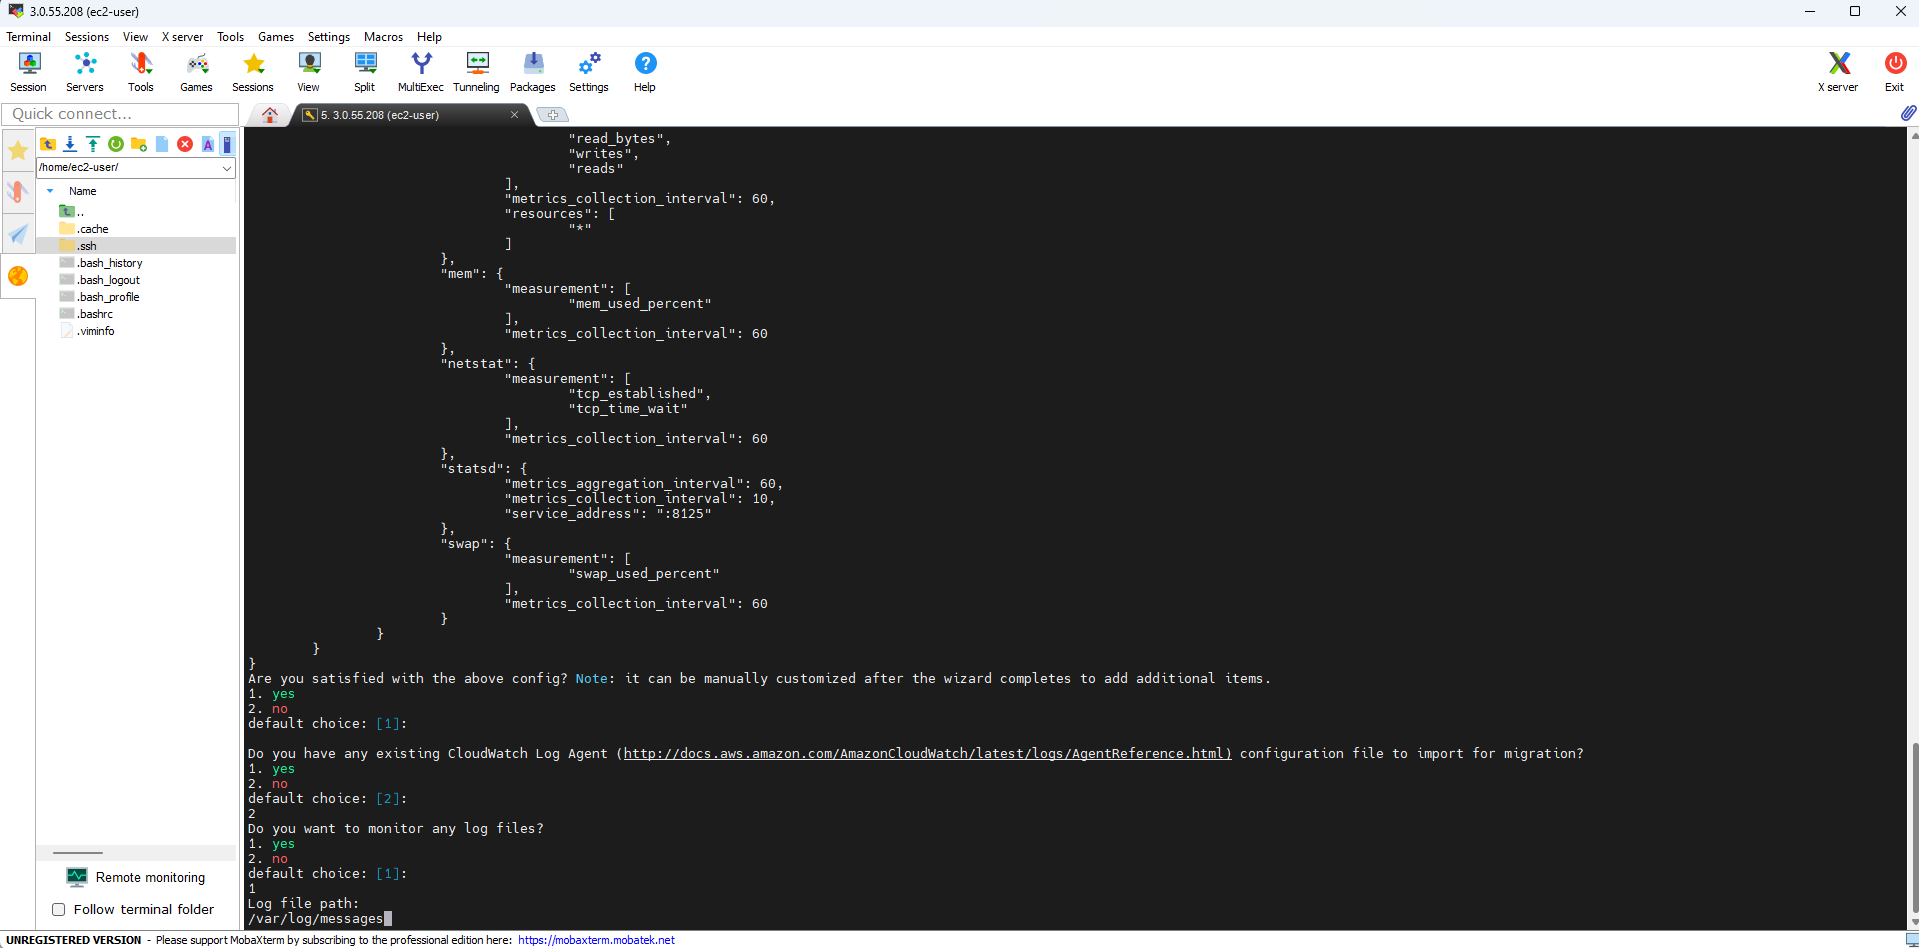 3.0.55.208 (ec2-user)
Terminal Sessions View X server Tools Games Settings Macros Help
Session Servers Tools Games Sessions View Split MultiExec Tunneling Packages Settings Help X server Exit
Quick connect...
5. 3.0.55.208 (ec2-user)
/home/ec2-user/
Name
..
.cache
.ssh
.bash_history
.bash_logout
.bash_profile
.bashrc
.viminfo
Remote monitoring
Follow terminal folder
"read_bytes",
"writes",
"reads"
],
"metrics_collection_interval": 60,
"resources": [
"*"
]
},
"mem": {
"measurement": [
"mem_used_percent"
],
"metrics_collection_interval": 60
},
"netstat": {
"measurement": [
"tcp_established",
"tcp_time_wait"
],
"metrics_collection_interval": 60
},
"statsd": {
"metrics_aggregation_interval": 60,
"metrics_collection_interval": 10,
"service_address": ":8125"
},
"swap": {
"measurement": [
"swap_used_percent"
],
"metrics_collection_interval": 60
}
}
}
}
Are you satisfied with the above config? Note: it can be manually customized after the wizard completes to add additional items.
1. yes
2. no
default choice: [1]:
Do you have any existing CloudWatch Log Agent (http://docs.aws.amazon.com/AmazonCloudWatch/latest/logs/AgentReference.html) configuration file to import for migration?
1. yes
2. no
default choice: [2]:
2
Do you want to monitor any log files?
1. yes
2. no
default choice: [1]:
1
Log file path:
/var/log/messages
UNREGISTERED VERSION - Please support MobaXterm by subscribing to the professional edition here: https://mobaxterm.mobatek.net